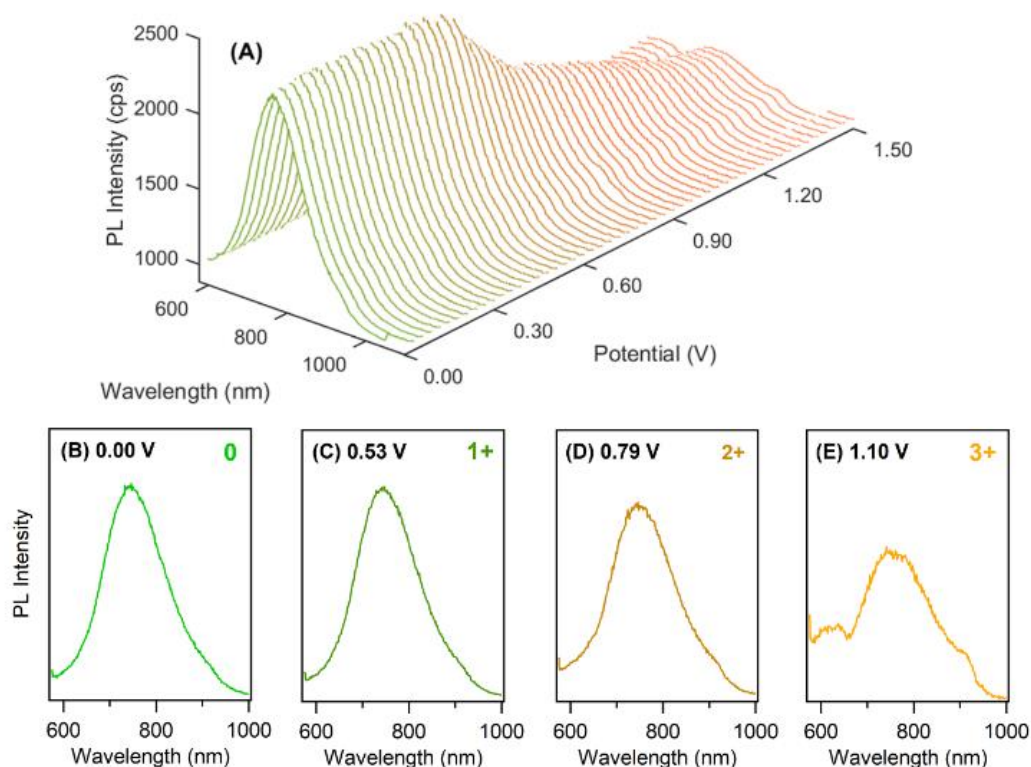 (A)
2500
2000
1500
1000
PL Intensity (cps)
600
800
1000
Wavelength (nm)
0.00
0.30
0.60
0.90
1.20
1.50
Potential (V)
(B) 0.00 V 0
(C) 0.53 V 1+
(D) 0.79 V 2+
(E) 1.10 V 3+
PL Intensity
600 800 1000
600 800 1000
600 800 1000
600 800 1000
Wavelength (nm)
Wavelength (nm)
Wavelength (nm)
Wavelength (nm)